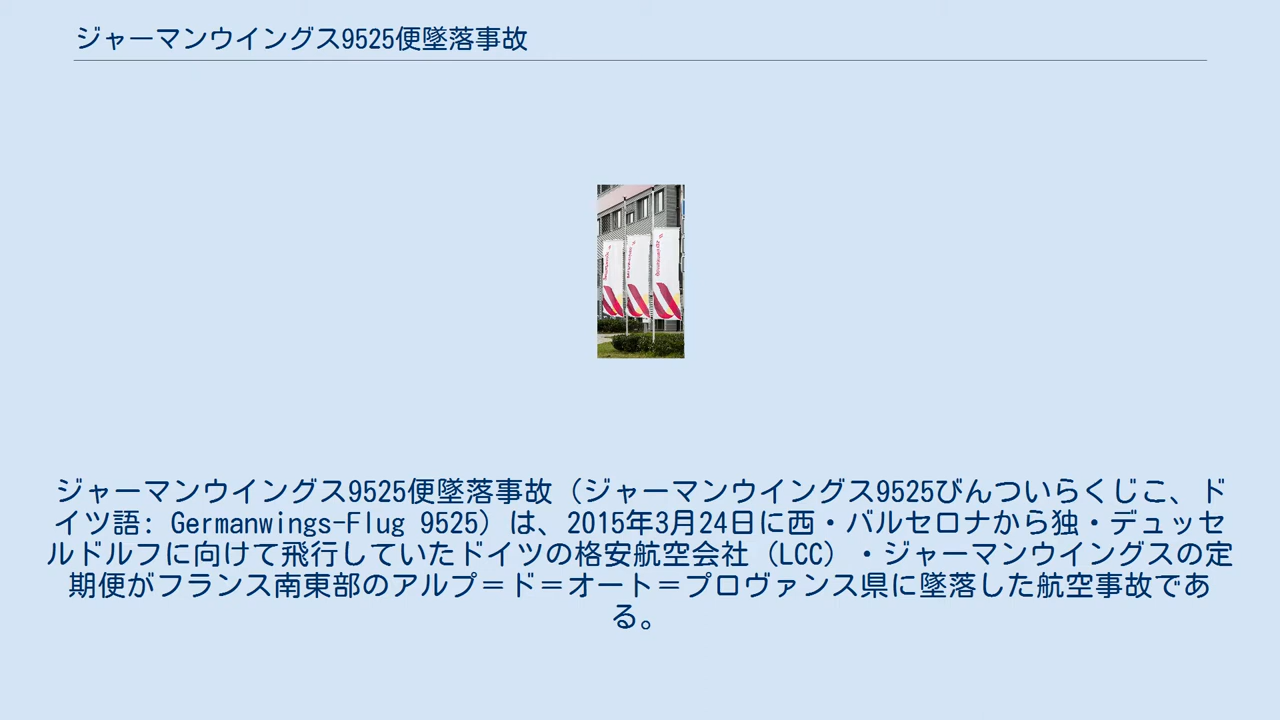 ジャーマンウイングス9525便墜落事故
ジャーマンウイングス9525便墜落事故（ジャーマンウイングス9525びんついらくじこ、ド
イツ語: Germanwings-Flug 9525）は、2015年3月24日に西・バルセロナから独・デュッセ
ルドルフに向けて飛行していたドイツの格安航空会社（LCC）・ジャーマンウイングスの定
期便がフランス南東部のアルプ＝ド＝オート＝プロヴァンス県に墜落した航空事故であ
る。